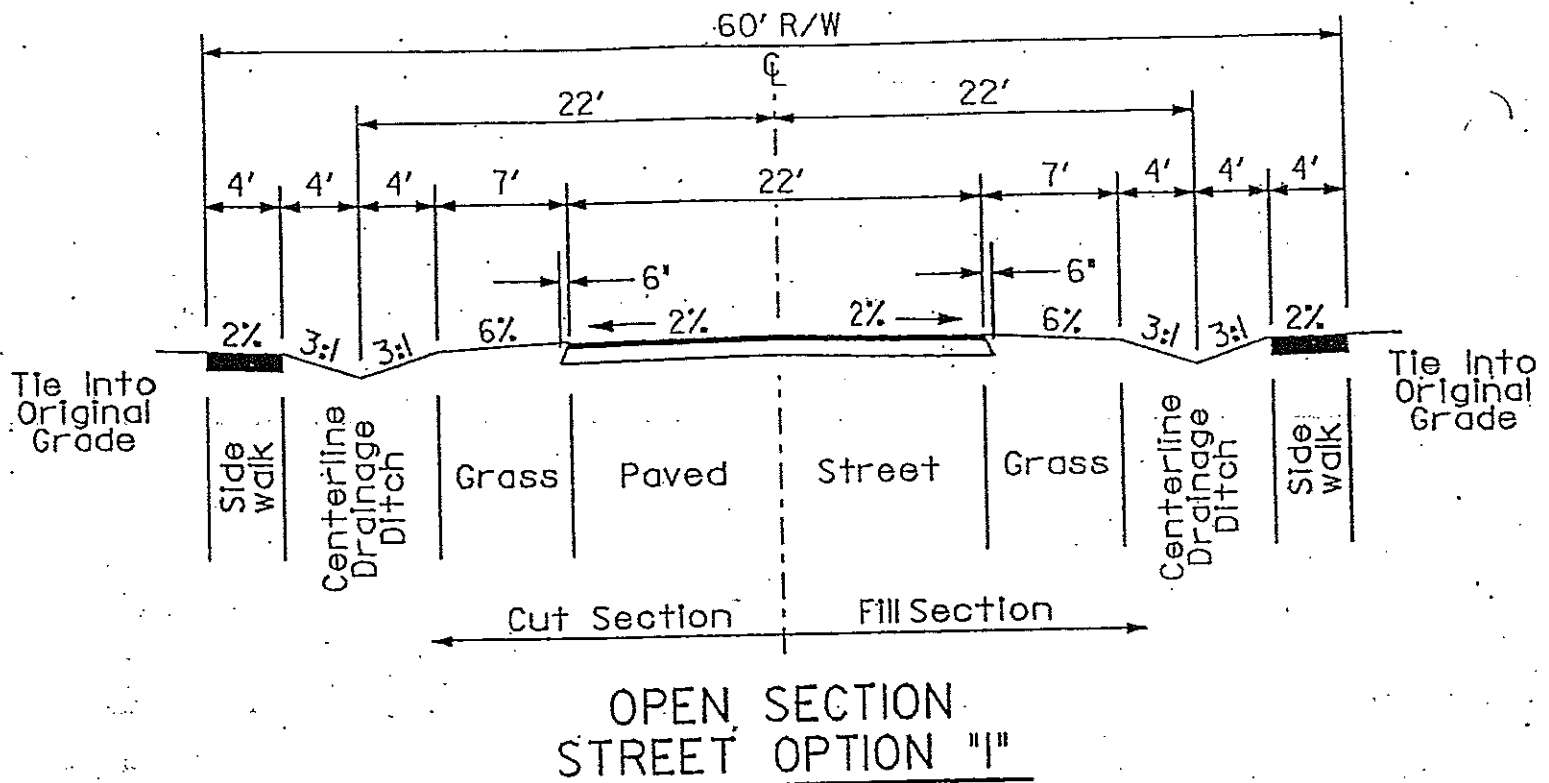 60' R/W
℄
22' 22'
4' 4' 4' 7' 22' 7' 4' 4' 4'
6" 6"
2% 3:1 3:1 6% 2% 2% 6% 3:1 3:1 2%
Tie Into
Original
Grade
Side
walk
Centerline
Drainage
Ditch
Grass
Paved
Street
Grass
Centerline
Drainage
Ditch
Side
walk
Tie Into
Original
Grade
Cut Section Fill Section
OPEN SECTION
STREET OPTION "1"